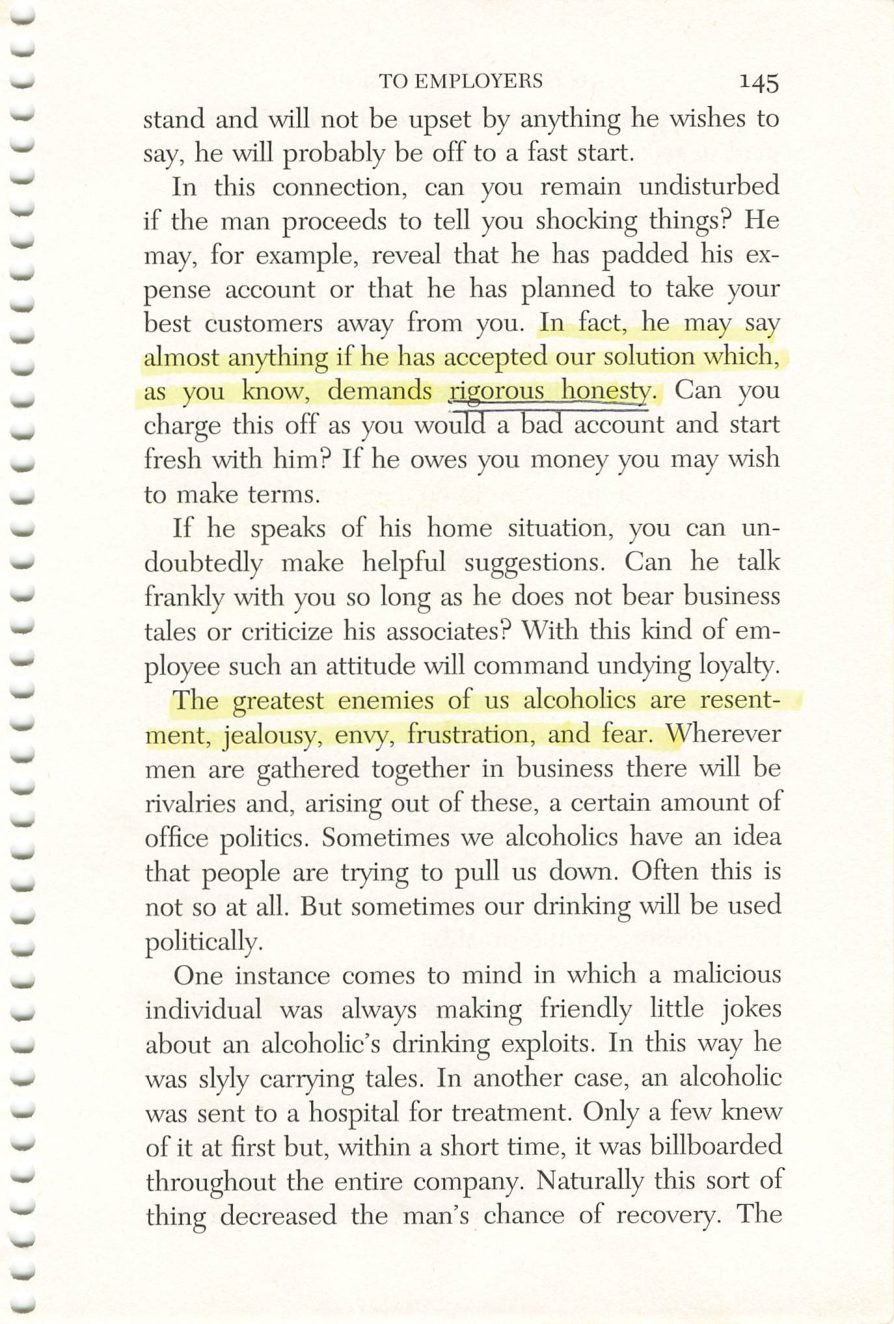 TO EMPLOYERS 145
stand and will not be upset by anything he wishes to
say, he will probably be off to a fast start.
In this connection, can you remain undisturbed
if the man proceeds to tell you shocking things? He
may, for example, reveal that he has padded his ex-
pense account or that he has planned to take your
best customers away from you. In fact, he may say
almost anything if he has accepted our solution which,
as you know, demands rigorous honesty. Can you
charge this off as you would a bad account and start
fresh with him? If he owes you money you may wish
to make terms.
If he speaks of his home situation, you can un-
doubtedly make helpful suggestions. Can he talk
frankly with you so long as he does not bear business
tales or criticize his associates? With this kind of em-
ployee such an attitude will command undying loyalty.
The greatest enemies of us alcoholics are resent-
ment, jealousy, envy, frustration, and fear. Wherever
men are gathered together in business there will be
rivalries and, arising out of these, a certain amount of
office politics. Sometimes we alcoholics have an idea
that people are trying to pull us down. Often this is
not so at all. But sometimes our drinking will be used
politically.
One instance comes to mind in which a malicious
individual was always making friendly little jokes
about an alcoholic's drinking exploits. In this way he
was slyly carrying tales. In another case, an alcoholic
was sent to a hospital for treatment. Only a few knew
of it at first but, within a short time, it was billboarded
throughout the entire company. Naturally this sort of
thing decreased the man's chance of recovery. The